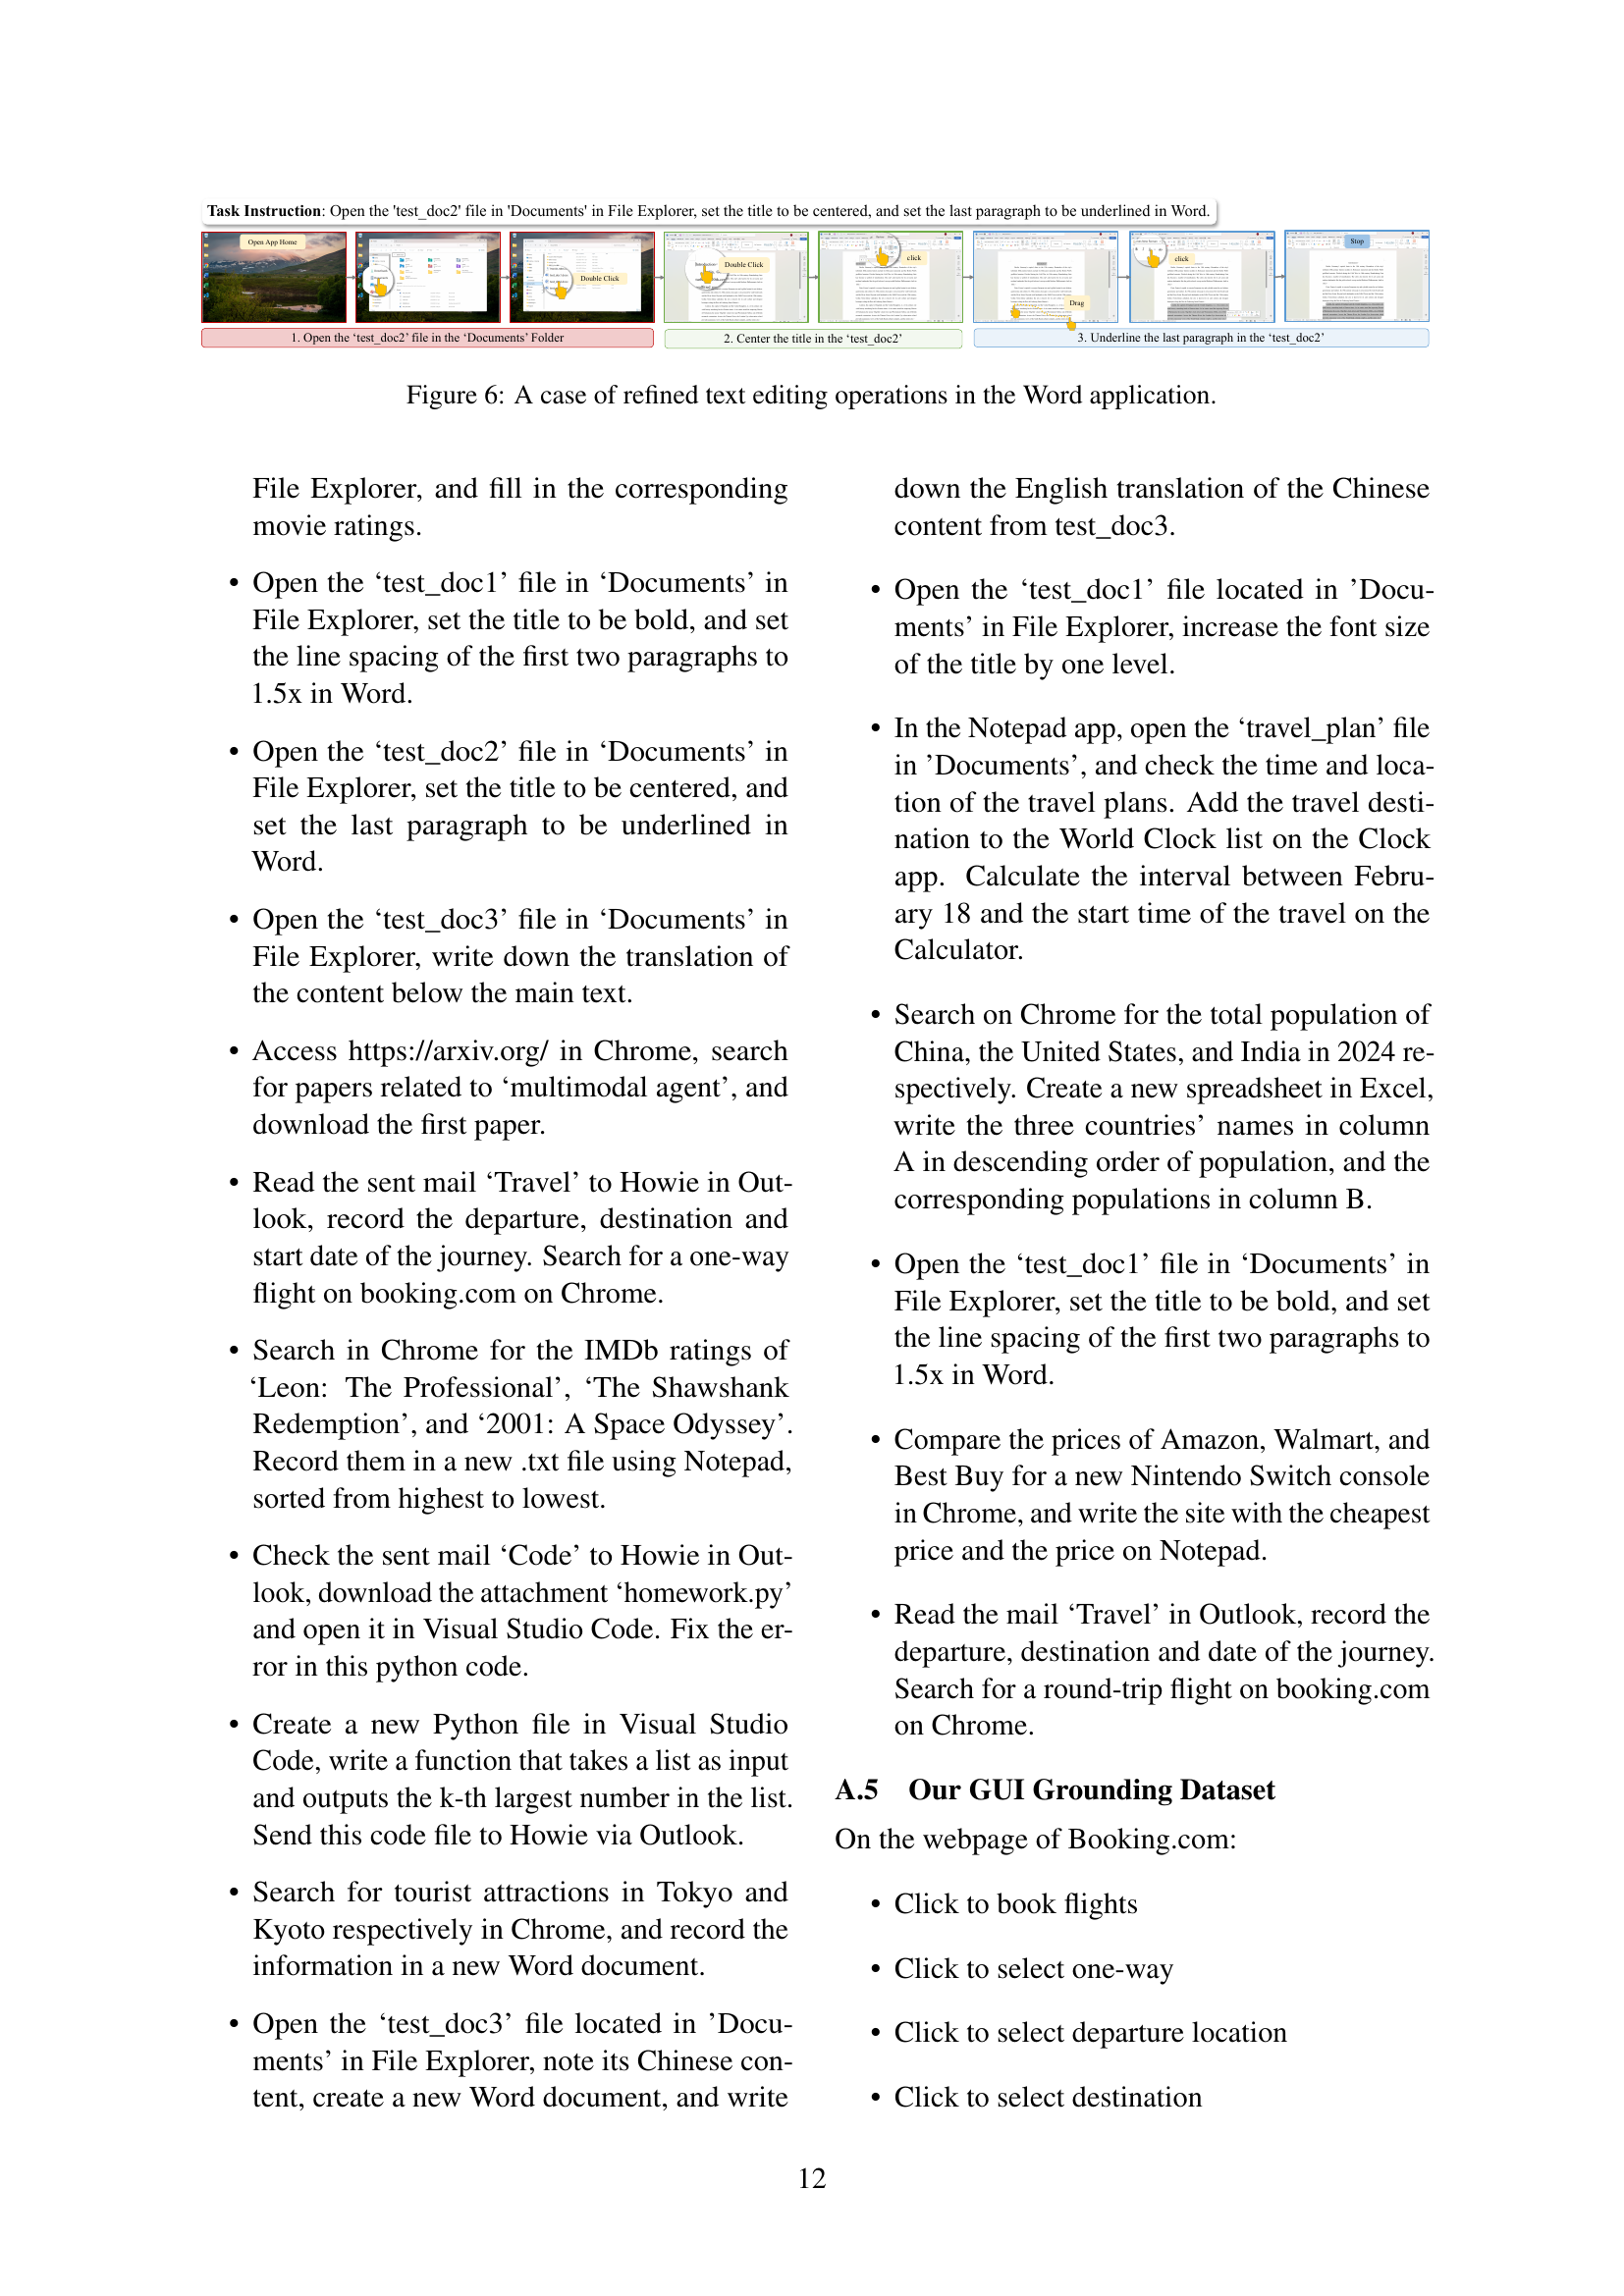 Task Instruction: Open the 'test_doc2' file in 'Documents' in File Explorer, set the title to be centered, and set the last paragraph to be underlined in Word.
Open App Home
Double Click
Double Click
click
Drag
click
Stop
1. Open the ‘test_doc2’ file in the ‘Documents’ Folder
2. Center the title in the ‘test_doc2’
3. Underline the last paragraph in the ‘test_doc2’
Figure 6: A case of refined text editing operations in the Word application.
File Explorer, and fill in the corresponding
movie ratings.
• Open the ‘test_doc1’ file in ‘Documents’ in
File Explorer, set the title to be bold, and set
the line spacing of the first two paragraphs to
1.5x in Word.
• Open the ‘test_doc2’ file in ‘Documents’ in
File Explorer, set the title to be centered, and
set the last paragraph to be underlined in
Word.
• Open the ‘test_doc3’ file in ‘Documents’ in
File Explorer, write down the translation of
the content below the main text.
• Access https://arxiv.org/ in Chrome, search
for papers related to ‘multimodal agent’, and
download the first paper.
• Read the sent mail ‘Travel’ to Howie in Out-
look, record the departure, destination and
start date of the journey. Search for a one-way
flight on booking.com on Chrome.
• Search in Chrome for the IMDb ratings of
‘Leon: The Professional’, ‘The Shawshank
Redemption’, and ‘2001: A Space Odyssey’.
Record them in a new .txt file using Notepad,
sorted from highest to lowest.
• Check the sent mail ‘Code’ to Howie in Out-
look, download the attachment ‘homework.py’
and open it in Visual Studio Code. Fix the er-
ror in this python code.
• Create a new Python file in Visual Studio
Code, write a function that takes a list as input
and outputs the k-th largest number in the list.
Send this code file to Howie via Outlook.
• Search for tourist attractions in Tokyo and
Kyoto respectively in Chrome, and record the
information in a new Word document.
• Open the ‘test_doc3’ file located in ’Docu-
ments’ in File Explorer, note its Chinese con-
tent, create a new Word document, and write
down the English translation of the Chinese
content from test_doc3.
• Open the ‘test_doc1’ file located in ’Docu-
ments’ in File Explorer, increase the font size
of the title by one level.
• In the Notepad app, open the ‘travel_plan’ file
in ’Documents’, and check the time and loca-
tion of the travel plans. Add the travel desti-
nation to the World Clock list on the Clock
app. Calculate the interval between Febru-
ary 18 and the start time of the travel on the
Calculator.
• Search on Chrome for the total population of
China, the United States, and India in 2024 re-
spectively. Create a new spreadsheet in Excel,
write the three countries’ names in column
A in descending order of population, and the
corresponding populations in column B.
• Open the ‘test_doc1’ file in ‘Documents’ in
File Explorer, set the title to be bold, and set
the line spacing of the first two paragraphs to
1.5x in Word.
• Compare the prices of Amazon, Walmart, and
Best Buy for a new Nintendo Switch console
in Chrome, and write the site with the cheapest
price and the price on Notepad.
• Read the mail ‘Travel’ in Outlook, record the
departure, destination and date of the journey.
Search for a round-trip flight on booking.com
on Chrome.
A.5 Our GUI Grounding Dataset
On the webpage of Booking.com:
• Click to book flights
• Click to select one-way
• Click to select departure location
• Click to select destination
12